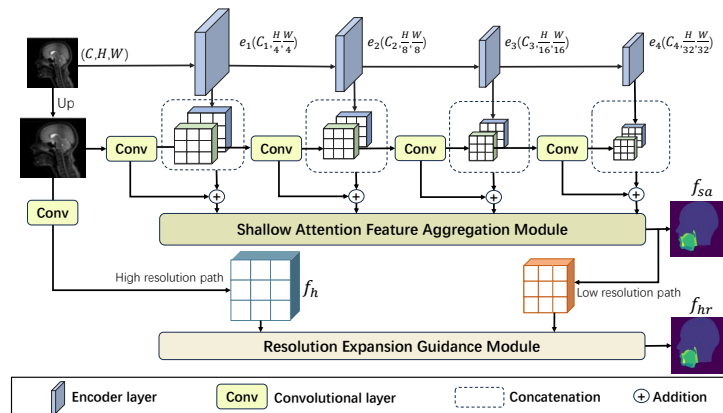 (C,H,W)
e₁(C₁,H/4,W/4)
e₂(C₂,H/8,W/8)
e₃(C₃,H/16,W/16)
e₄(C₄,H/32,W/32)
Up
Conv
Conv
Conv
Conv
Conv
f_sa
Shallow Attention Feature Aggregation Module
High resolution path
f_h
Low resolution path
f_hr
Resolution Expansion Guidance Module
Encoder layer
Conv
Convolutional layer
Concatenation
Addition